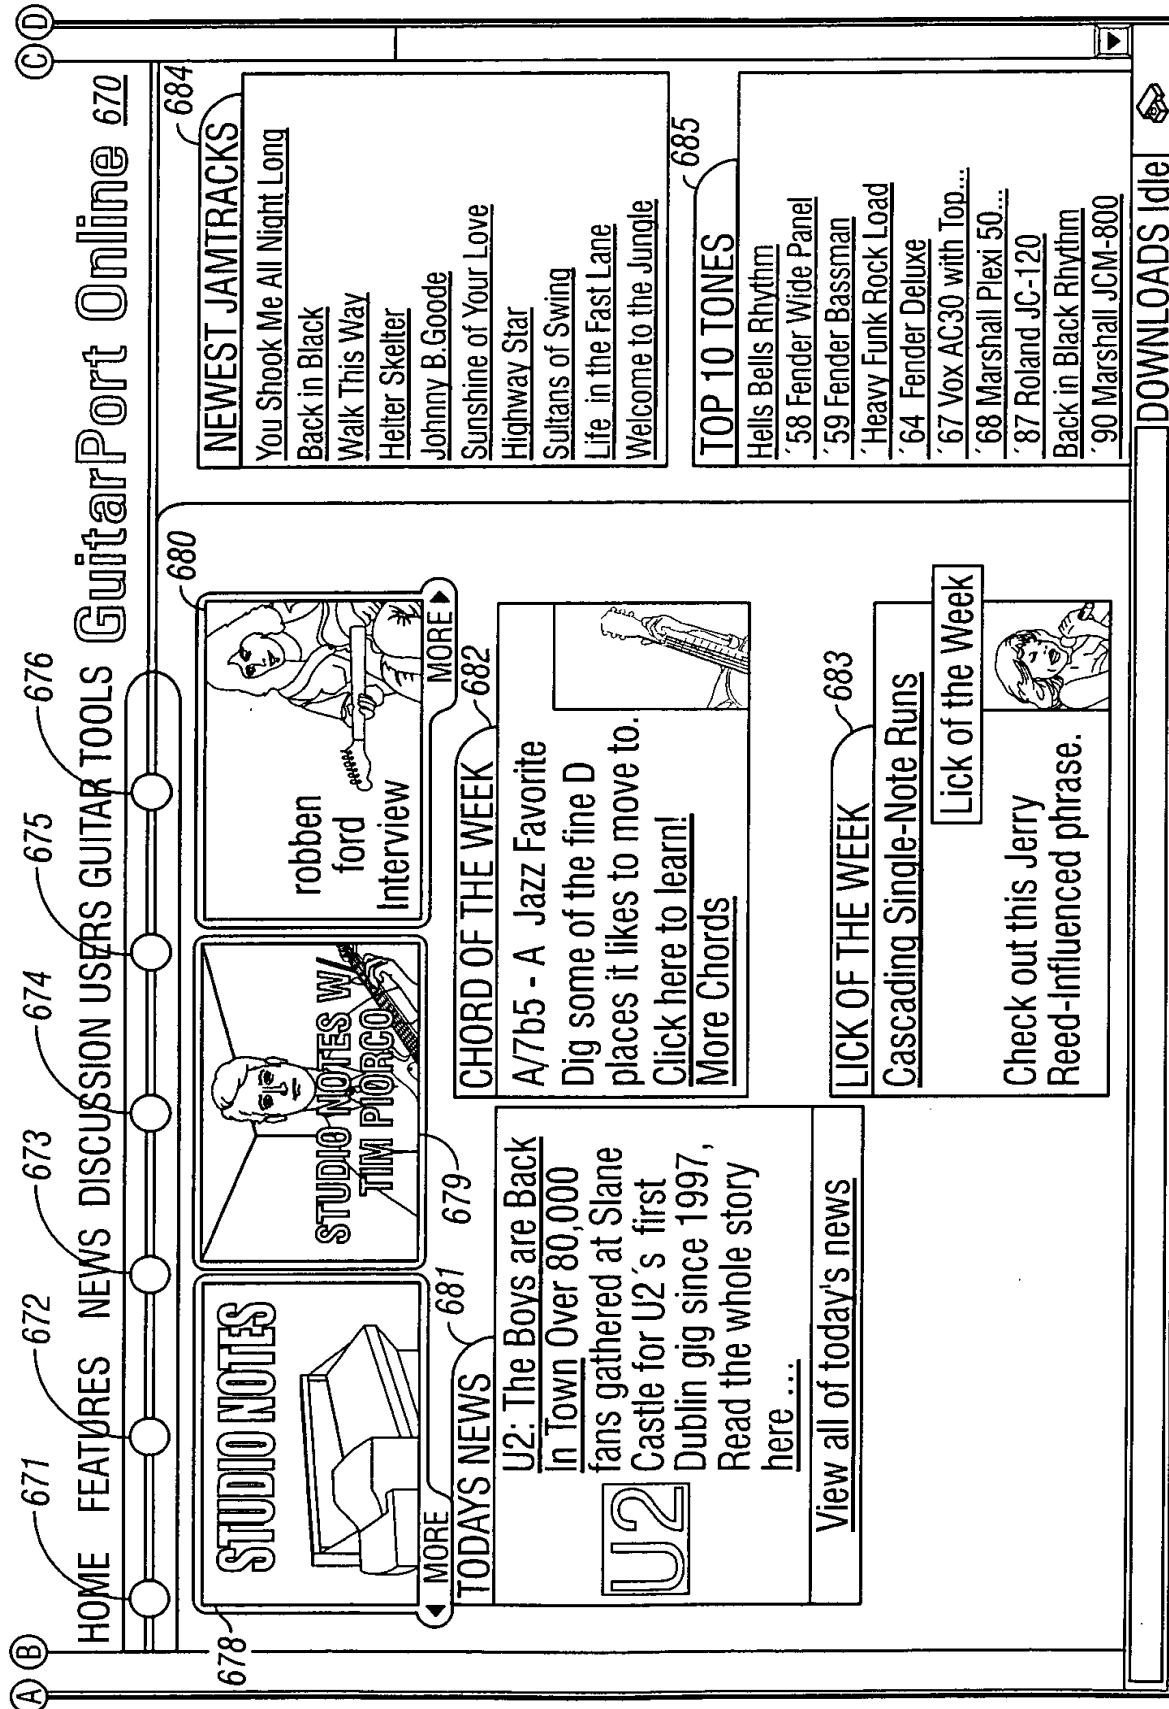 A B
C D
671
672
673
674
675
676
HOME FEATURES NEWS DISCUSSION USERS GUITAR TOOLS GuitarPort Online 670
678
STUDIO NOTES
◀ MORE
STUDIO NOTES W
TIM PIORCO
679
680
robben
ford
Interview
MORE ▶
681
TODAYS NEWS
U2
U2: The Boys are Back
In Town Over 80,000
fans gathered at Slane
Castle for U2´s first
Dublin gig since 1997,
Read the whole story
here ...
View all of today's news
682
CHORD OF THE WEEK
A/7b5 - A Jazz Favorite
Dig some of the fine D
places it likes to move to.
Click here to learn!
More Chords
683
LICK OF THE WEEK
Cascading Single-Note Runs
Lick of the Week
Check out this Jerry
Reed-Influenced phrase.
684
NEWEST JAMTRACKS
You Shook Me All Night Long
Back in Black
Walk This Way
Helter Skelter
Johnny B.Goode
Sunshine of Your Love
Highway Star
Sultans of Swing
Life in the Fast Lane
Welcome to the Jungle
685
TOP 10 TONES
Hells Bells Rhythm
´58 Fender Wide Panel
´59 Fender Bassman
´Heavy Funk Rock Load
´64 Fender Deluxe
´67 Vox AC30 with Top...
´68 Marshall Plexi 50...
´87 Roland JC-120
Back in Black Rhythm
´90 Marshall JCM-800
DOWNLOADS Idle